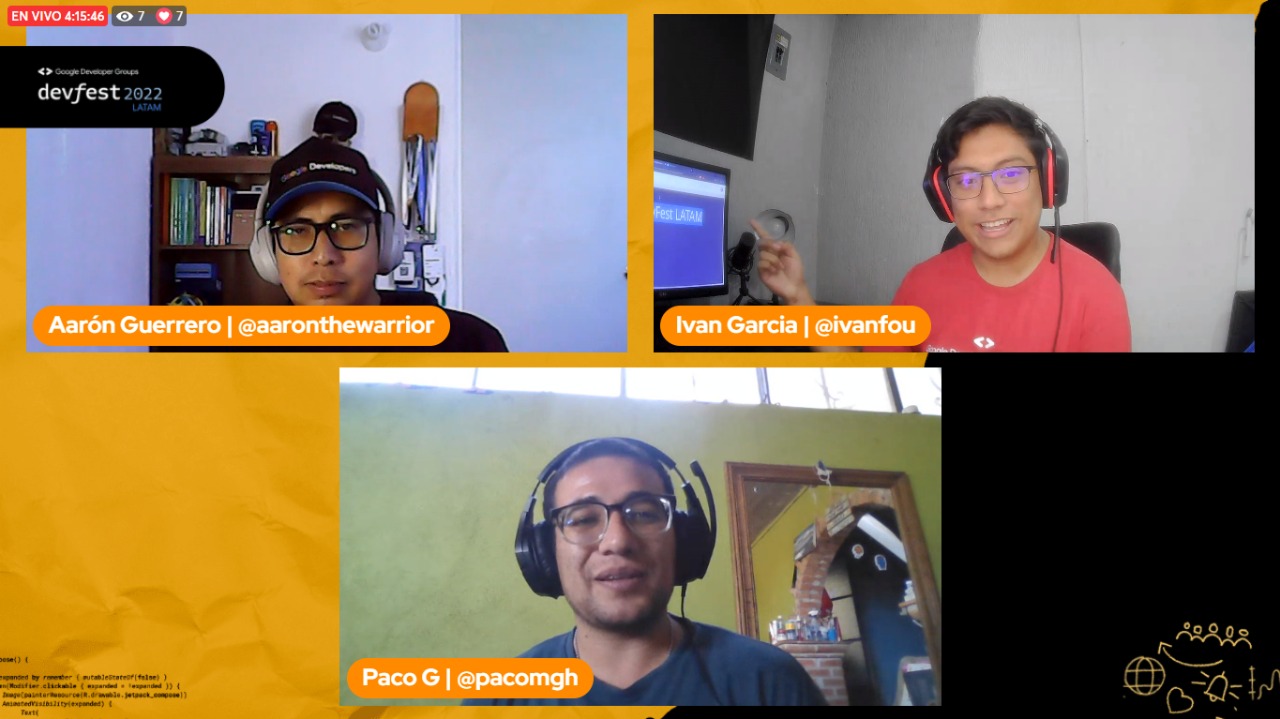 EN VIVO 4:15:46 7 7
Google Developer Groups
devfest 2022
LATAM
Google Developers
Aarón Guerrero | @aaronthewarrior
Fest LATAM
Ivan Garcia | @ivanfou
Paco G | @pacomgh
pose() {
expanded by remember { mutableStateOf(false) }
en(Modifier.clickable { expanded = !expanded }) {
Image(painterResource(R.drawable.jetpack_compose))
AnimatedVisibility(expanded) {
Text(